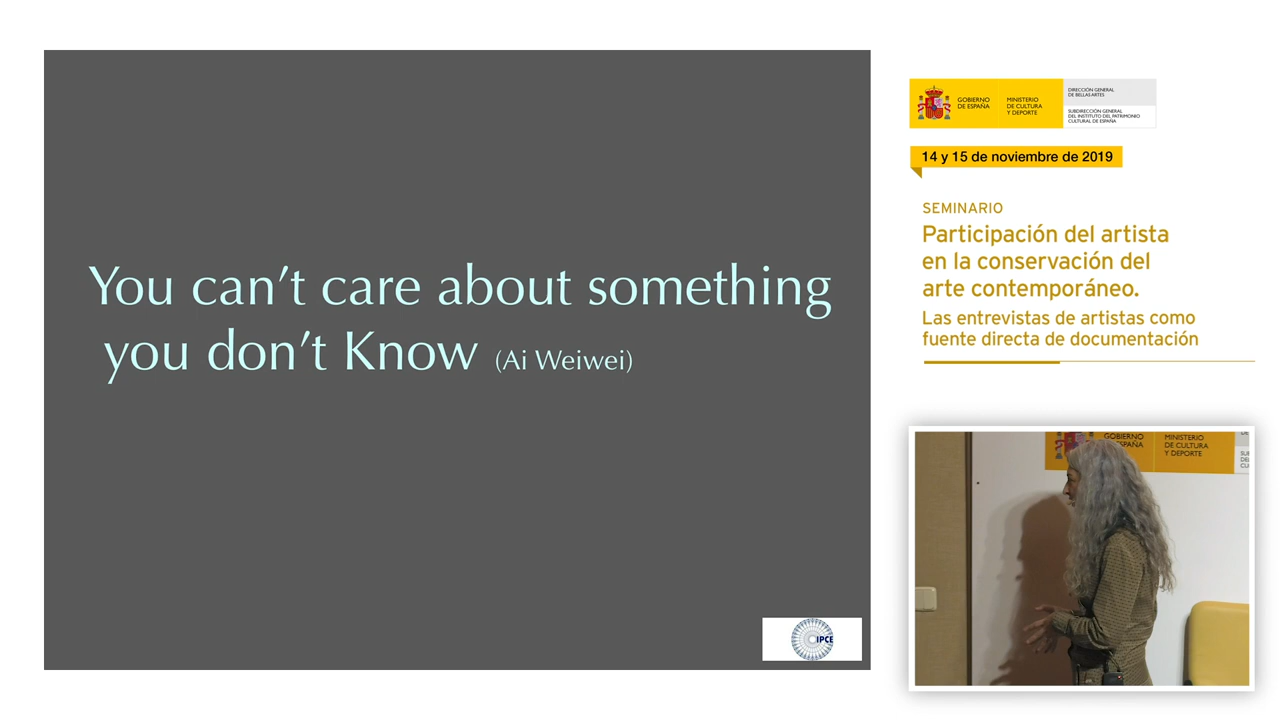 You can't care about something
you don't Know (Ai Weiwei)
IPCE
GOBIERNO
DE ESPAÑA
MINISTERIO
DE CULTURA
Y DEPORTE
DIRECCIÓN GENERAL
DE BELLAS ARTES
SUBDIRECCIÓN GENERAL
DEL INSTITUTO DEL PATRIMONIO
CULTURAL DE ESPAÑA
14 y 15 de noviembre de 2019
SEMINARIO
Participación del artista
en la conservación del
arte contemporáneo.
Las entrevistas de artistas como
fuente directa de documentación
GOBIERNO
ESPAÑA
MINISTERIO
DE CULTURA
Y DEPORTE